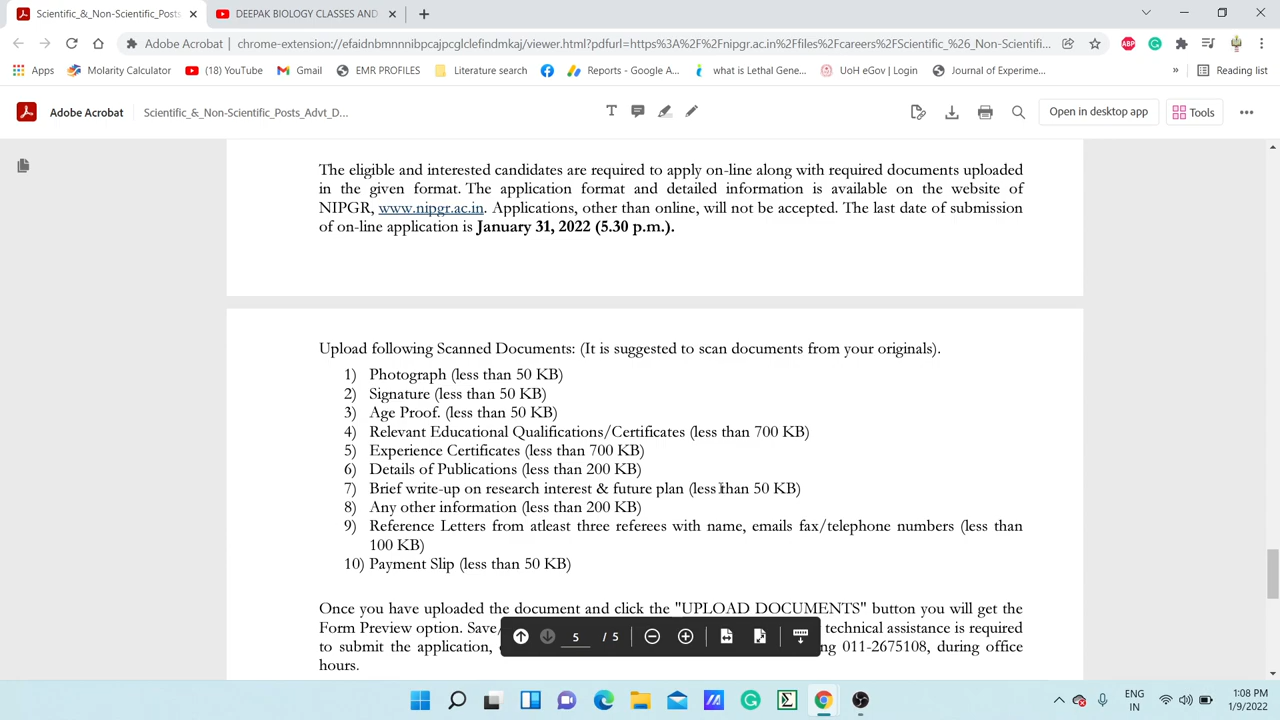 Scientific_&_Non-Scientific_Posts
DEEPAK BIOLOGY CLASSES AND
Adobe Acrobat | chrome-extension://efaidnbmnnnibpcajpcglclefindmkaj/viewer.html?pdfurl=https%3A%2F%2Fnipgr.ac.in%2Ffiles%2Fcareers%2FScientific_%26_Non-Scientifi...
Apps Molarity Calculator (18) YouTube Gmail EMR PROFILES Literature search Reports - Google A... what is Lethal Gene... UoH eGov | Login Journal of Experime... » Reading list
Adobe Acrobat Scientific_&_Non-Scientific_Posts_Advt_D... Open in desktop app Tools
The eligible and interested candidates are required to apply on-line along with required documents uploaded
in the given format. The application format and detailed information is available on the website of
NIPGR, www.nipgr.ac.in. Applications, other than online, will not be accepted. The last date of submission
of on-line application is January 31, 2022 (5.30 p.m.).
Upload following Scanned Documents: (It is suggested to scan documents from your originals).
1) Photograph (less than 50 KB)
2) Signature (less than 50 KB)
3) Age Proof. (less than 50 KB)
4) Relevant Educational Qualifications/Certificates (less than 700 KB)
5) Experience Certificates (less than 700 KB)
6) Details of Publications (less than 200 KB)
7) Brief write-up on research interest & future plan (less than 50 KB)
8) Any other information (less than 200 KB)
9) Reference Letters from atleast three referees with name, emails fax/telephone numbers (less than
100 KB)
10) Payment Slip (less than 50 KB)
Once you have uploaded the document and click the "UPLOAD DOCUMENTS" button you will get the
Form Preview option. Save/ technical assistance is required
to submit the application, ng 011-2675108, during office
hours.
5 / 5
ENG
IN
1:08 PM
1/9/2022